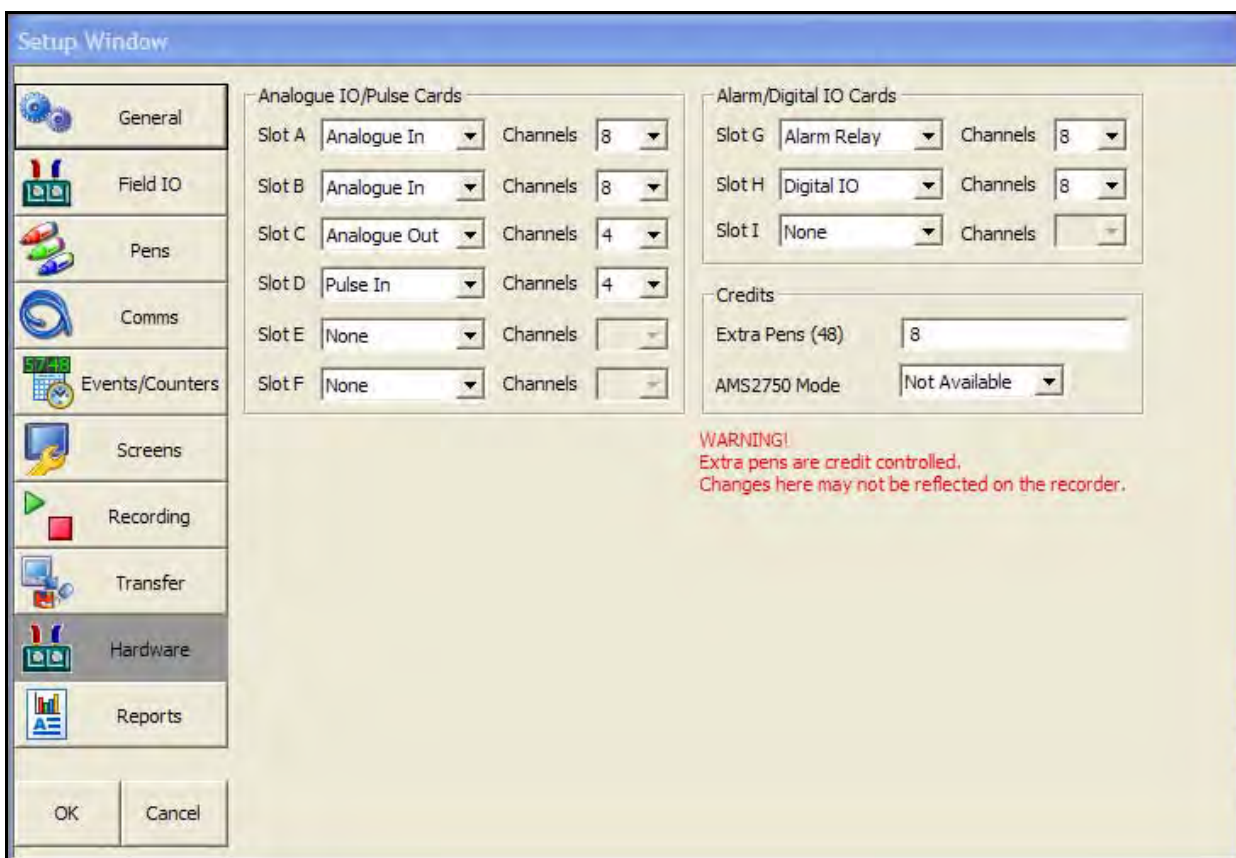 Setup Window
General
Field IO
Pens
Comms
57:48
Events/Counters
Screens
Recording
Transfer
Hardware
Reports
OK Cancel
Analogue IO/Pulse Cards
Slot A Analogue In Channels 8
Slot B Analogue In Channels 8
Slot C Analogue Out Channels 4
Slot D Pulse In Channels 4
Slot E None Channels
Slot F None Channels
Alarm/Digital IO Cards
Slot G Alarm Relay Channels 8
Slot H Digital IO Channels 8
Slot I None Channels
Credits
Extra Pens (48) 8
AMS2750 Mode Not Available
WARNING!
Extra pens are credit controlled.
Changes here may not be reflected on the recorder.